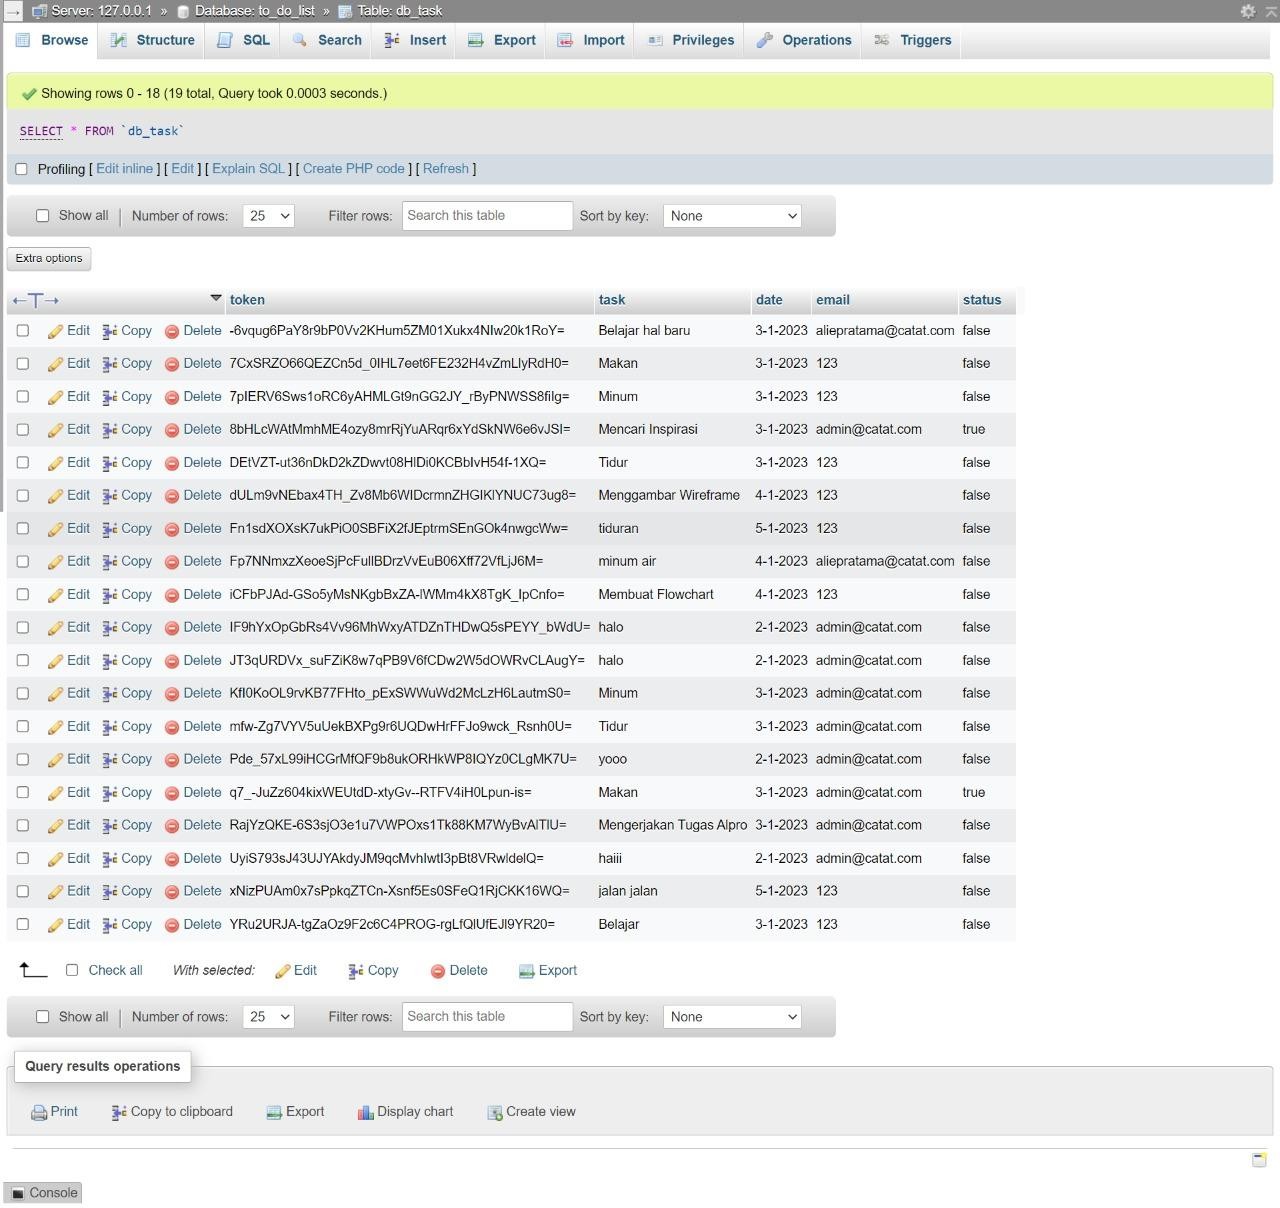 Server: 127.0.0.1 » Database: to_do_list » Table: db_task
Browse Structure SQL Search Insert Export Import Privileges Operations Triggers
Showing rows 0 - 18 (19 total, Query took 0.0003 seconds.)
SELECT * FROM `db_task`
Profiling [ Edit inline ] [ Edit ] [ Explain SQL ] [ Create PHP code ] [ Refresh ]
Show all Number of rows: 25 Filter rows: Search this table Sort by key: None
Extra options
token task date email status
Edit Copy Delete -6vqug6PaY8r9bP0Vv2KHum5ZM01Xukx4NIw20k1RoY= Belajar hal baru 3-1-2023 aliepratama@catat.com false
Edit Copy Delete 7CxSRZO66QEZCn5d_0IHL7eet6FE232H4vZmLIyRdH0= Makan 3-1-2023 123 false
Edit Copy Delete 7pIERV6Sws1oRC6yAHMLGt9nGG2JY_rByPNWSS8fiIg= Minum 3-1-2023 123 false
Edit Copy Delete 8bHLcWAtMmhME4ozy8mrRjYuARqr6xYdSkNW6e6vJSI= Mencari Inspirasi 3-1-2023 admin@catat.com true
Edit Copy Delete DEtVZT-ut36nDkD2kZDwvt08HIDi0KCBbIvH54f-1XQ= Tidur 3-1-2023 123 false
Edit Copy Delete dULm9vNEbax4TH_Zv8Mb6WIDcrmnZHGIKlYNUC73ug8= Menggambar Wireframe 4-1-2023 123 false
Edit Copy Delete Fn1sdXOXsK7ukPiO0SBFiX2fJEptrmSEnGOk4nwgcWw= tiduran 5-1-2023 123 false
Edit Copy Delete Fp7NNmxzXeoeSjPcFullBDrzVvEuB06Xff72VfLjJ6M= minum air 4-1-2023 aliepratama@catat.com false
Edit Copy Delete iCFbPJAd-GSo5yMsNKgbBxZA-lWMm4kX8TgK_IpCnfo= Membuat Flowchart 4-1-2023 123 false
Edit Copy Delete IF9hYxOpGbRs4Vv96MhWxyATDZnTHDwQ5sPEYY_bWdU= halo 2-1-2023 admin@catat.com false
Edit Copy Delete JT3qURDVx_suFZiK8w7qPB9V6fCDw2W5dOWRvCLAugY= halo 2-1-2023 admin@catat.com false
Edit Copy Delete KfI0KoOL9rvKB77FHto_pExSWWuWd2McLzH6LautmS0= Minum 3-1-2023 admin@catat.com false
Edit Copy Delete mfw-Zg7VYV5uUekBXPg9r6UQDwHrFFJo9wck_Rsnh0U= Tidur 3-1-2023 admin@catat.com false
Edit Copy Delete Pde_57xL99iHCGrMfQF9b8ukORHkWP8IQYz0CLgMK7U= yooo 2-1-2023 admin@catat.com false
Edit Copy Delete q7_-JuZz604kixWEUtdD-xtyGv--RTFV4iH0Lpun-is= Makan 3-1-2023 admin@catat.com true
Edit Copy Delete RajYzQKE-6S3sjO3e1u7VWPOxs1Tk88KM7WyBvAlTlU= Mengerjakan Tugas Alpro 3-1-2023 admin@catat.com false
Edit Copy Delete UyiS793sJ43UJYAkdyJM9qcMvhIwtI3pBt8VRwldelQ= haiii 2-1-2023 admin@catat.com false
Edit Copy Delete xNizPUAm0x7sPpkqZTCn-Xsnf5Es0SFeQ1RjCKK16WQ= jalan jalan 5-1-2023 123 false
Edit Copy Delete YRu2URJA-tgZaOz9F2c6C4PROG-rgLfQlUfEJl9YR20= Belajar 3-1-2023 123 false
Check all With selected: Edit Copy Delete Export
Show all Number of rows: 25 Filter rows: Search this table Sort by key: None
Query results operations
Print Copy to clipboard Export Display chart Create view
Console